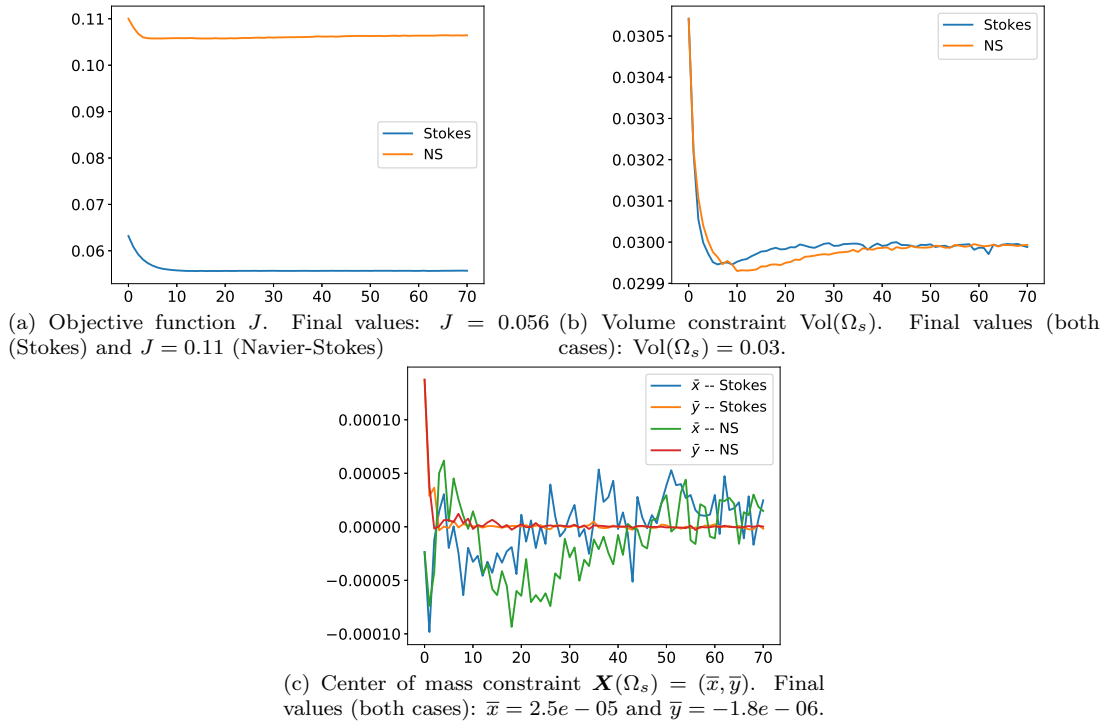 0.11
0.10
0.09
0.08
0.07
0.06
0 10 20 30 40 50 60 70
Stokes
NS
0.0305
0.0304
0.0303
0.0302
0.0301
0.0300
0.0299
0 10 20 30 40 50 60 70
Stokes
NS
(a) Objective function J. Final values: J = 0.056
(Stokes) and J = 0.11 (Navier-Stokes)
(b) Volume constraint Vol(Ωs). Final values (both
cases): Vol(Ωs) = 0.03.
0.00010
0.00005
0.00000
−0.00005
−0.00010
0 10 20 30 40 50 60 70
x̄ -- Stokes
ȳ -- Stokes
x̄ -- NS
ȳ -- NS
(c) Center of mass constraint X(Ωs) = (x̅, y̅). Final
values (both cases): x̅ = 2.5e − 05 and y̅ = −1.8e − 06.